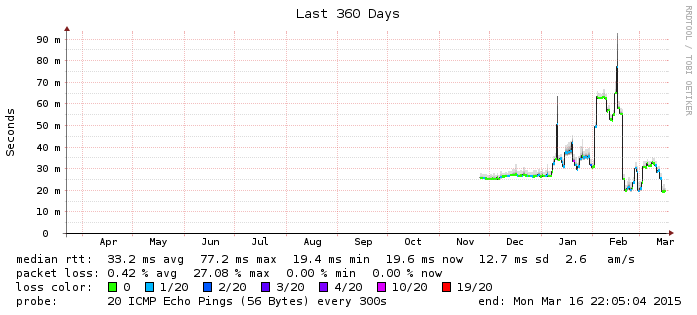 Last 360 Days
RRDTOOL / TOBI OETIKER
Seconds
90 m
80 m
70 m
60 m
50 m
40 m
30 m
20 m
10 m
0
Apr May Jun Jul Aug Sep Oct Nov Dec Jan Feb Mar
median rtt: 33.2 ms avg 77.2 ms max 19.4 ms min 19.6 ms now 12.7 ms sd 2.6 am/s
packet loss: 0.42 % avg 27.08 % max 0.00 % min 0.00 % now
loss color: 0 1/20 2/20 3/20 4/20 10/20 19/20
probe: 20 ICMP Echo Pings (56 Bytes) every 300s end: Mon Mar 16 22:05:04 2015